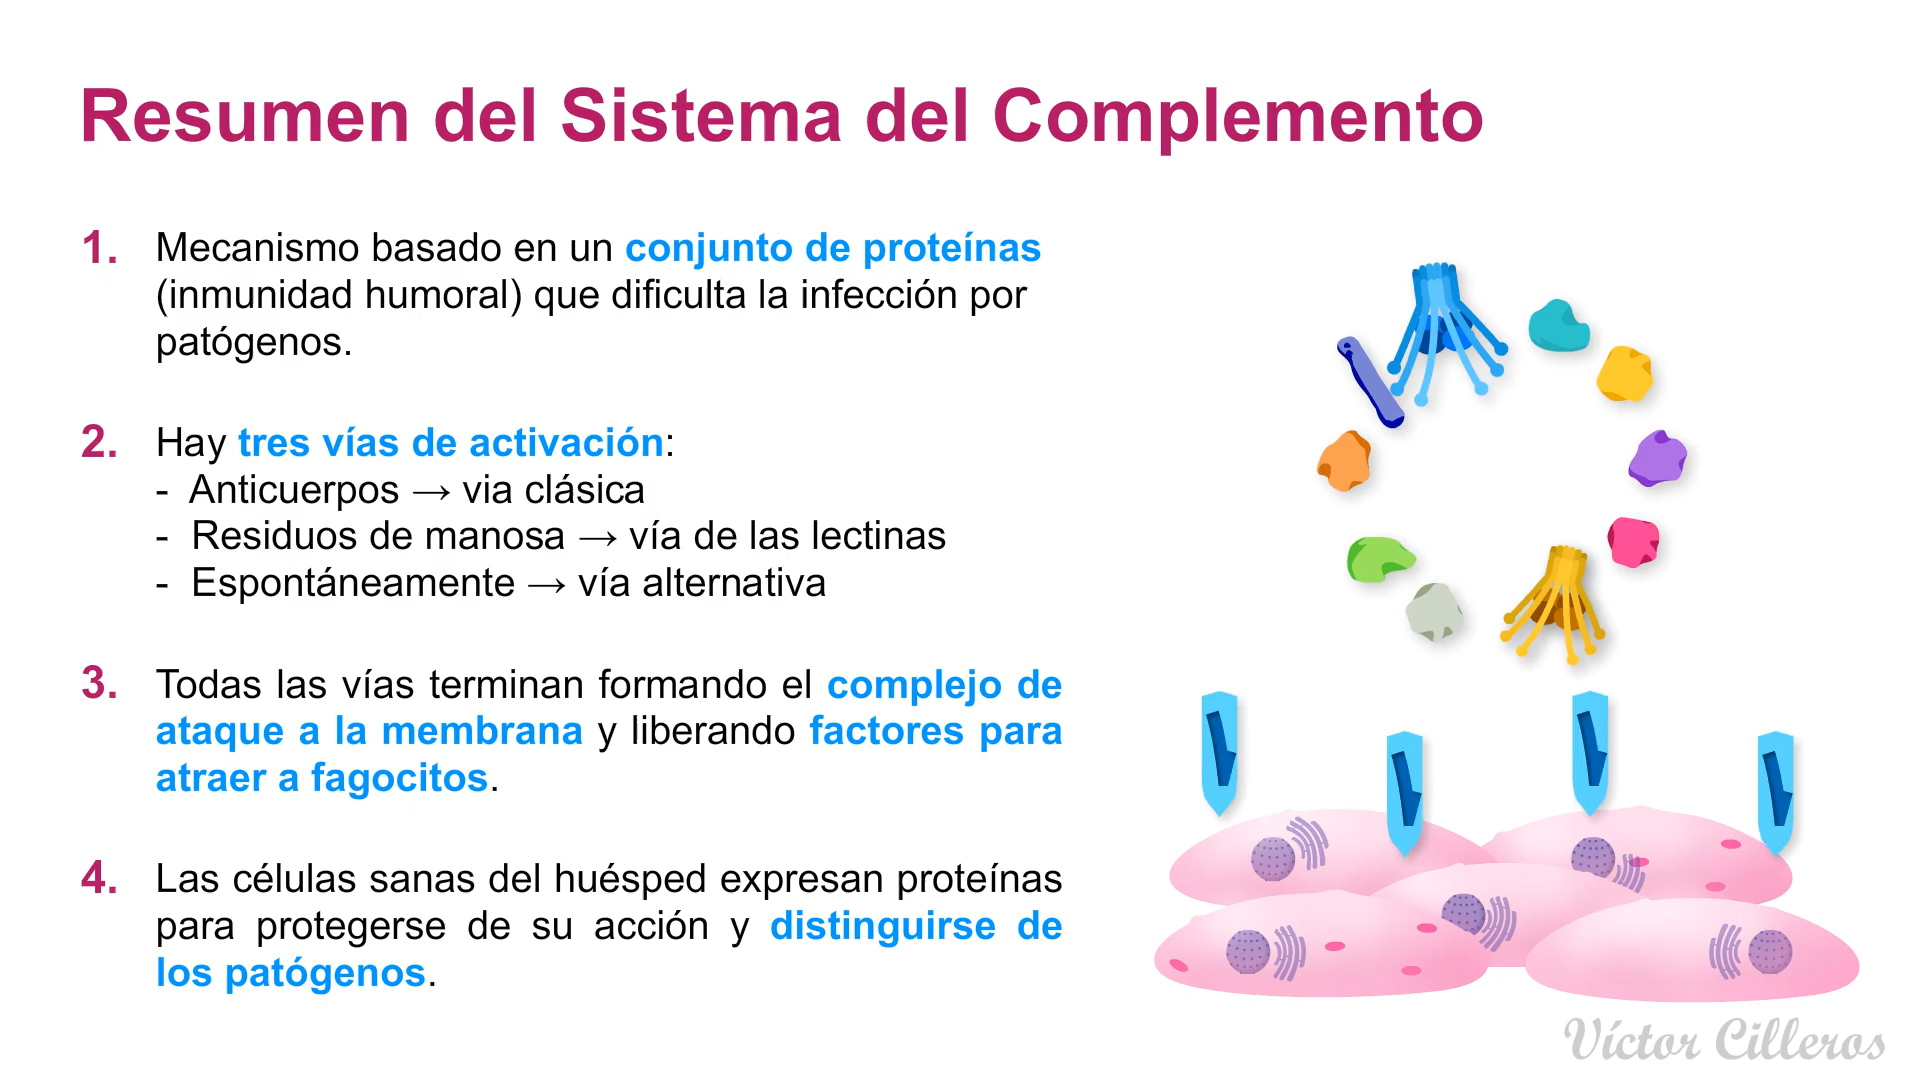 Resumen del Sistema del Complemento
1. Mecanismo basado en un conjunto de proteínas
(inmunidad humoral) que dificulta la infección por
patógenos.
2. Hay tres vías de activación:
- Anticuerpos → via clásica
- Residuos de manosa → vía de las lectinas
- Espontáneamente → vía alternativa
3. Todas las vías terminan formando el complejo de
ataque a la membrana y liberando factores para
atraer a fagocitos.
4. Las células sanas del huésped expresan proteínas
para protegerse de su acción y distinguirse de
los patógenos.
Víctor Cilleros